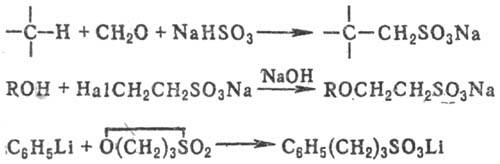 –C–H + CH₂O + NaHSO₃ → –C–CH₂SO₃Na
ROH + HalCH₂CH₂SO₃Na NaOH→ ROCH₂CH₂SO₃Na
C₆H₅Li + O(CH₂)₃SO₂ → C₆H₅(CH₂)₃SO₃Li